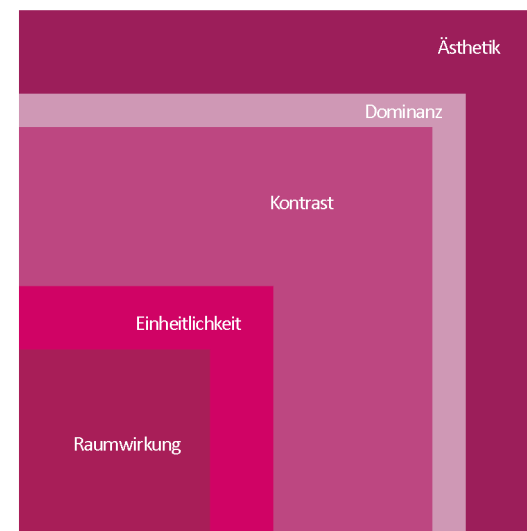 Ästhetik
Dominanz
Kontrast
Einheitlichkeit
Raumwirkung